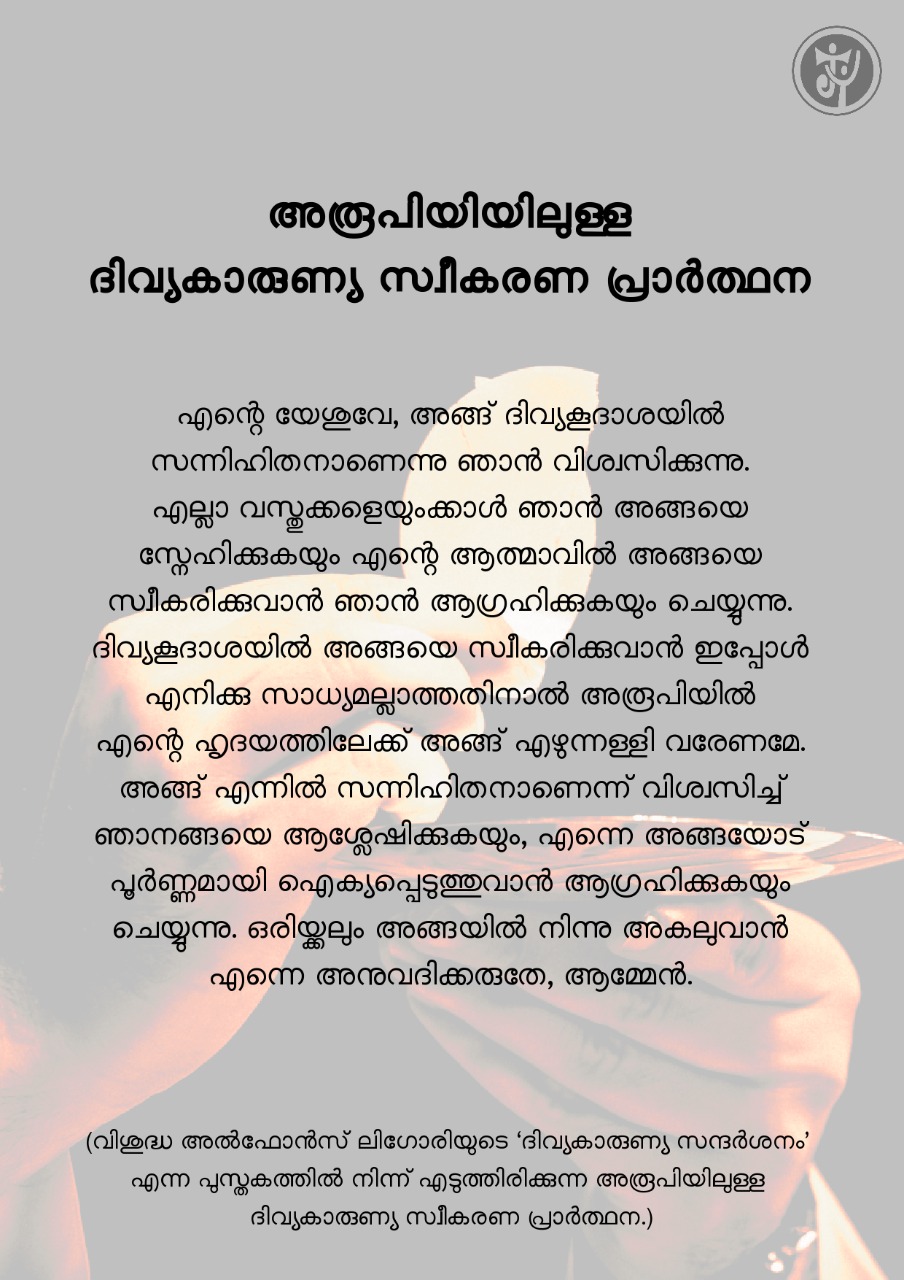 അരൂപിയിയിലുള്ള
ദിവ്യകാരുണ്യ സ്വീകരണ പ്രാർത്ഥന
എന്റെ യേശുവേ, അങ്ങ് ദിവ്യകൂദാശയിൽ
സന്നിഹിതനാണെന്നു ഞാൻ വിശ്വസിക്കുന്നു.
എല്ലാ വസ്തുക്കളെയുംക്കാൾ ഞാൻ അങ്ങയെ
സ്നേഹിക്കുകയും എന്റെ ആത്മാവിൽ അങ്ങയെ
സ്വീകരിക്കുവാൻ ഞാൻ ആഗ്രഹിക്കുകയും ചെയ്യുന്നു.
ദിവ്യകൂദാശയിൽ അങ്ങയെ സ്വീകരിക്കുവാൻ ഇപ്പോൾ
എനിക്കു സാധ്യമല്ലാത്തതിനാൽ അരൂപിയിൽ
എന്റെ ഹൃദയത്തിലേക്ക് അങ്ങ് എഴുന്നള്ളി വരേണമേ.
അങ്ങ് എന്നിൽ സന്നിഹിതനാണെന്ന് വിശ്വസിച്ച്
ഞാനങ്ങയെ ആശ്ലേഷിക്കുകയും, എന്നെ അങ്ങയോട്
പൂർണ്ണമായി ഐക്യപ്പെടുത്തുവാൻ ആഗ്രഹിക്കുകയും
ചെയ്യുന്നു. ഒരിയ്ക്കലും അങ്ങയിൽ നിന്നു അകലുവാൻ
എന്നെ അനുവദിക്കരുതേ, ആമ്മേൻ.
(വിശുദ്ധ അൽഫോൻസ് ലിഗോരിയുടെ ‘ദിവ്യകാരുണ്യ സന്ദർശനം’
എന്ന പുസ്തകത്തിൽ നിന്ന് എടുത്തിരിക്കുന്ന അരൂപിയിലുള്ള
ദിവ്യകാരുണ്യ സ്വീകരണ പ്രാർത്ഥന.)